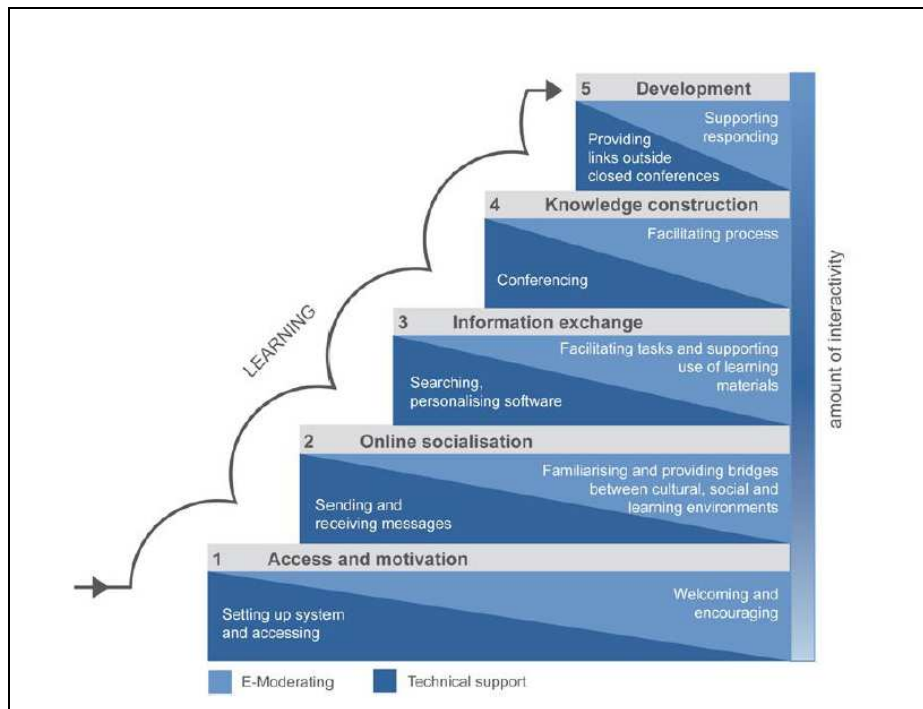 5 Development
Supporting
responding
Providing
links outside
closed conferences
4 Knowledge construction
Facilitating process
Conferencing
3 Information exchange
Facilitating tasks and supporting
use of learning
materials
Searching,
personalising software
2 Online socialisation
Familiarising and providing bridges
between cultural, social and
learning environments
Sending and
receiving messages
1 Access and motivation
Welcoming and
encouraging
Setting up system
and accessing
LEARNING
amount of interactivity
E-Moderating
Technical support